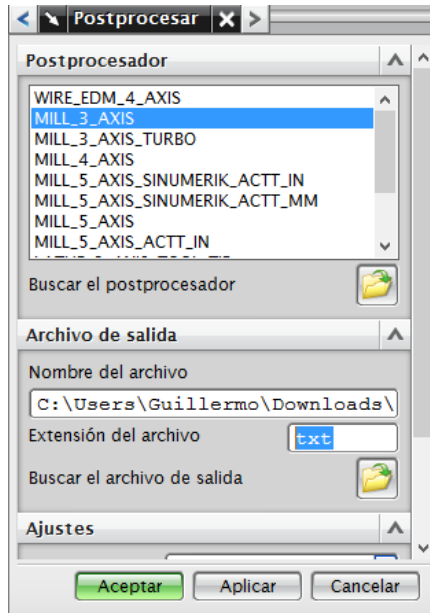 Postprocesar
Postprocesador
WIRE_EDM_4_AXIS
MILL_3_AXIS
MILL_3_AXIS_TURBO
MILL_4_AXIS
MILL_5_AXIS_SINUMERIK_ACTT_IN
MILL_5_AXIS_SINUMERIK_ACTT_MM
MILL_5_AXIS
MILL_5_AXIS_ACTT_IN
Buscar el postprocesador
Archivo de salida
Nombre del archivo
C:\Users\Guillermo\Downloads\
Extensión del archivo txt
Buscar el archivo de salida
Ajustes
Aceptar Aplicar Cancelar